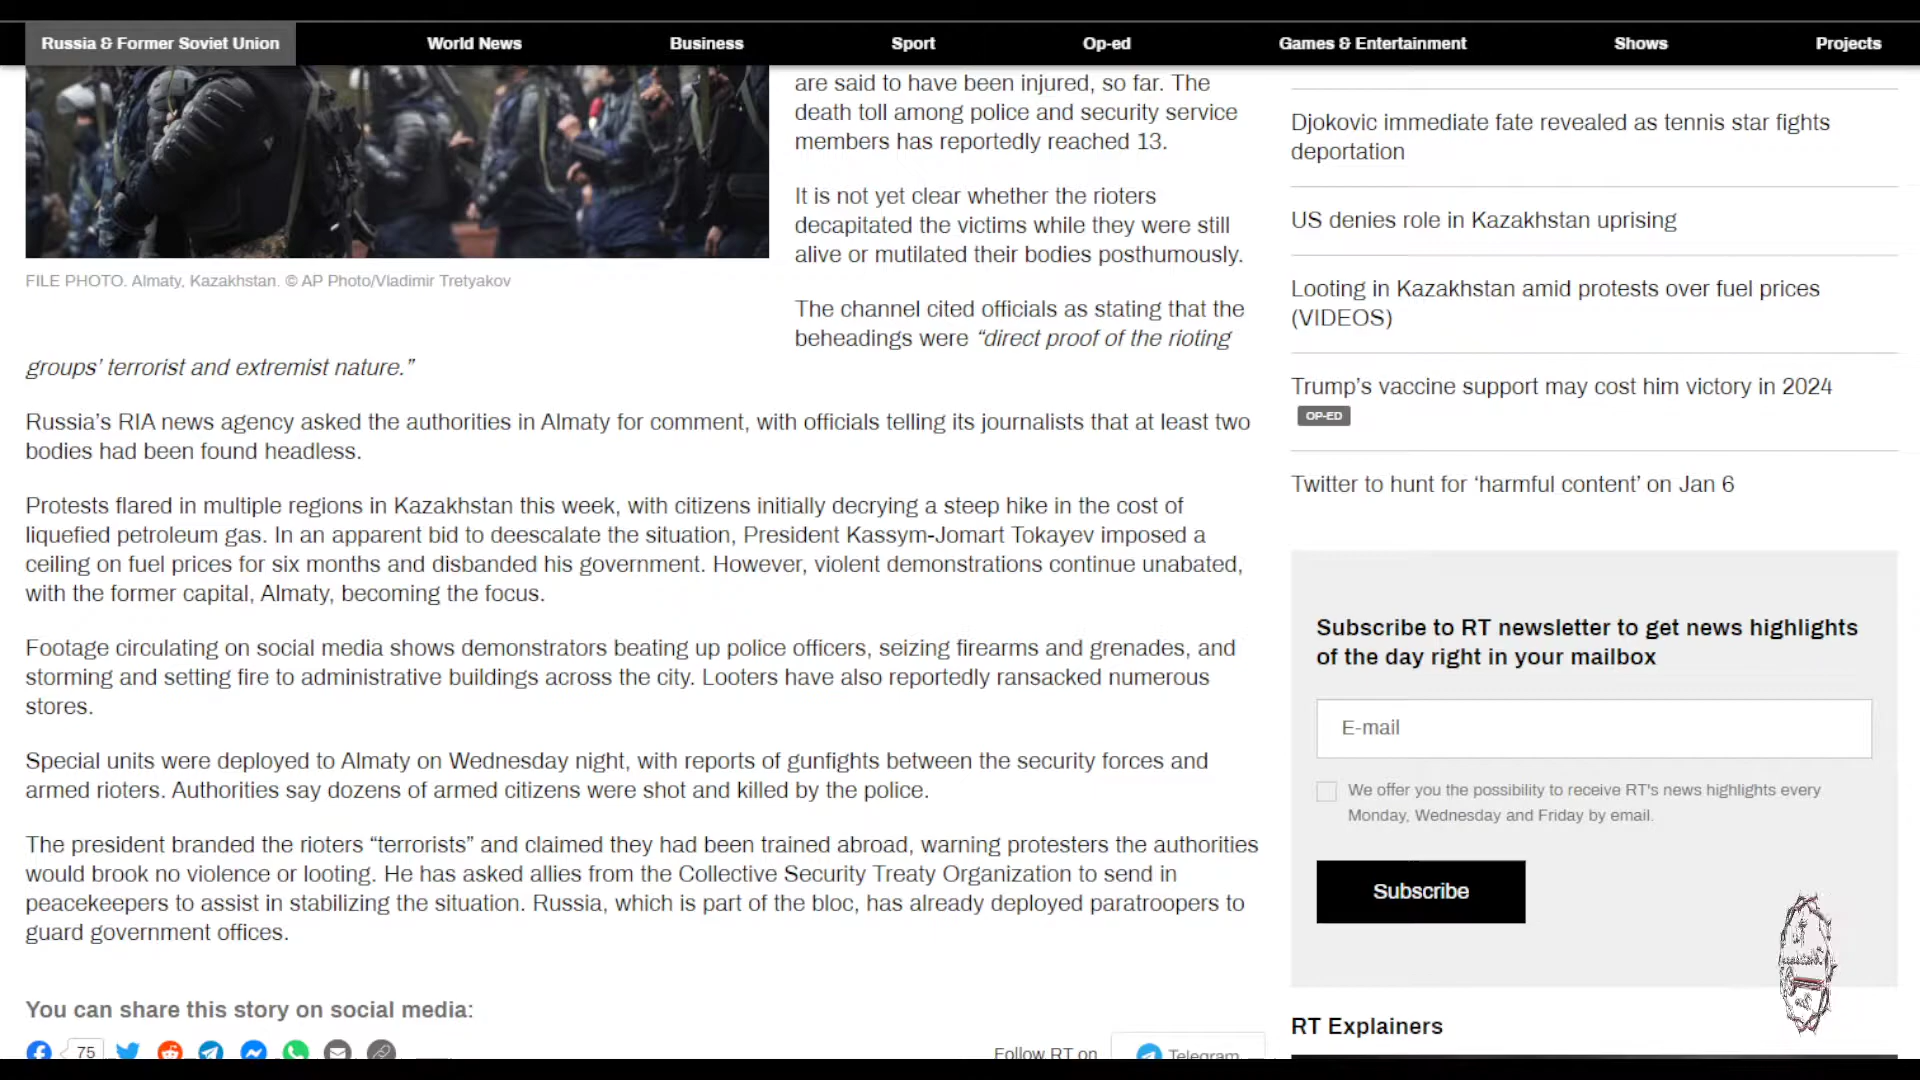 Russia & Former Soviet Union
World News
Business
Sport
Op-ed
Games & Entertainment
Shows
Projects
are said to have been injured, so far. The
death toll among police and security service
members has reportedly reached 13.
It is not yet clear whether the rioters
decapitated the victims while they were still
alive or mutilated their bodies posthumously.
FILE PHOTO. Almaty, Kazakhstan. © AP Photo/Vladimir Tretyakov
The channel cited officials as stating that the
beheadings were “direct proof of the rioting
groups’ terrorist and extremist nature.”
Russia’s RIA news agency asked the authorities in Almaty for comment, with officials telling its journalists that at least two
bodies had been found headless.
Protests flared in multiple regions in Kazakhstan this week, with citizens initially decrying a steep hike in the cost of
liquefied petroleum gas. In an apparent bid to deescalate the situation, President Kassym-Jomart Tokayev imposed a
ceiling on fuel prices for six months and disbanded his government. However, violent demonstrations continue unabated,
with the former capital, Almaty, becoming the focus.
Footage circulating on social media shows demonstrators beating up police officers, seizing firearms and grenades, and
storming and setting fire to administrative buildings across the city. Looters have also reportedly ransacked numerous
stores.
Special units were deployed to Almaty on Wednesday night, with reports of gunfights between the security forces and
armed rioters. Authorities say dozens of armed citizens were shot and killed by the police.
The president branded the rioters “terrorists” and claimed they had been trained abroad, warning protesters the authorities
would brook no violence or looting. He has asked allies from the Collective Security Treaty Organization to send in
peacekeepers to assist in stabilizing the situation. Russia, which is part of the bloc, has already deployed paratroopers to
guard government offices.
You can share this story on social media:
75
Follow RT on
Telegram
Djokovic immediate fate revealed as tennis star fights
deportation
US denies role in Kazakhstan uprising
Looting in Kazakhstan amid protests over fuel prices
(VIDEOS)
Trump’s vaccine support may cost him victory in 2024
OP-ED
Twitter to hunt for ‘harmful content’ on Jan 6
Subscribe to RT newsletter to get news highlights
of the day right in your mailbox
E-mail
We offer you the possibility to receive RT's news highlights every
Monday, Wednesday and Friday by email.
Subscribe
RT Explainers